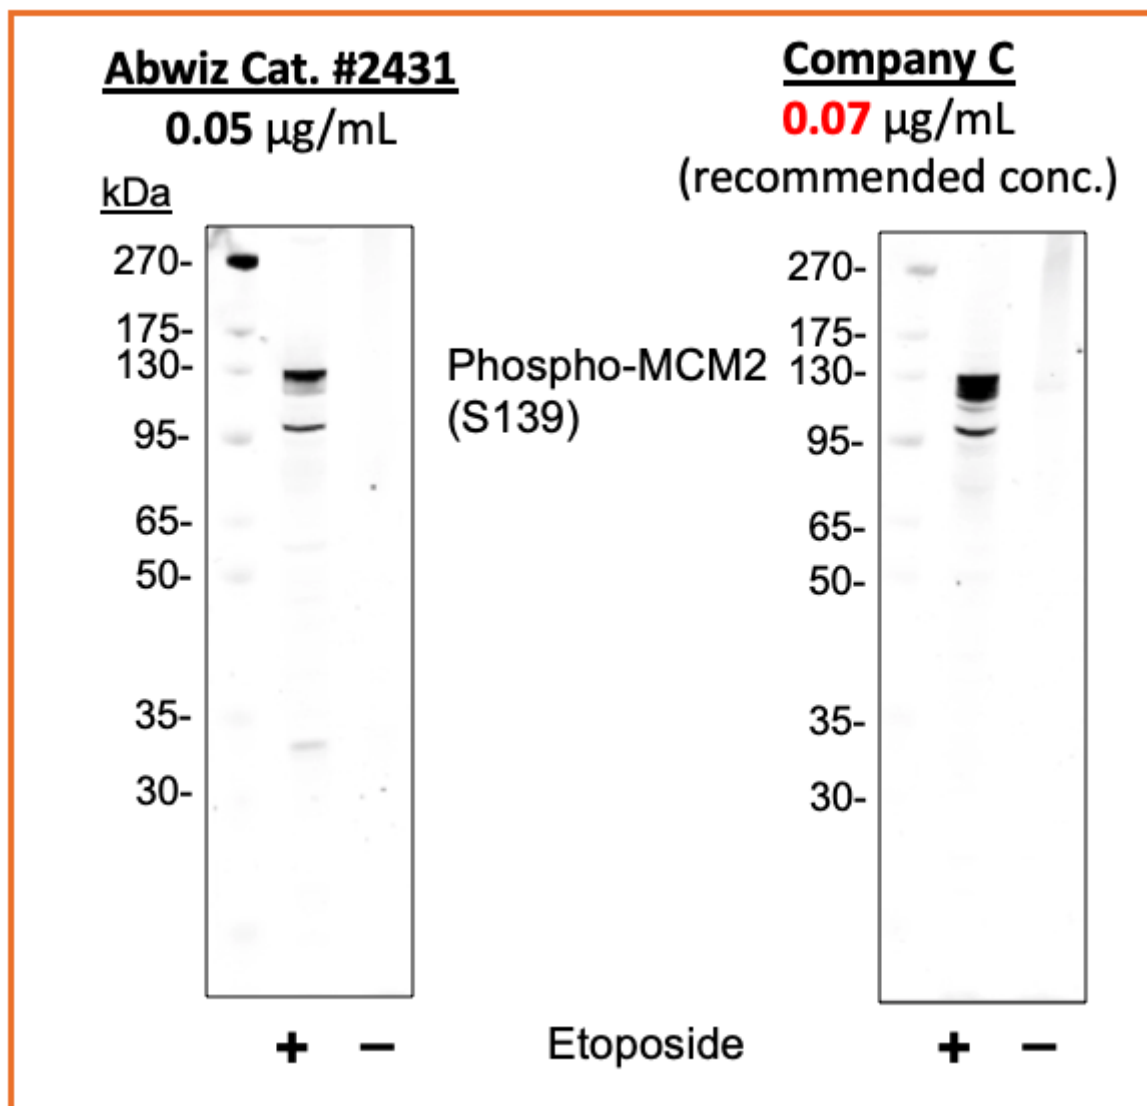 Abwiz Cat. #2431
0.05 µg/mL
kDa
270-
175-
130-
95-
65-
50-
35-
30-
Phospho-MCM2
(S139)
Company C
0.07 µg/mL
(recommended conc.)
270-
175-
130-
95-
65-
50-
35-
30-
+ − Etoposide + −